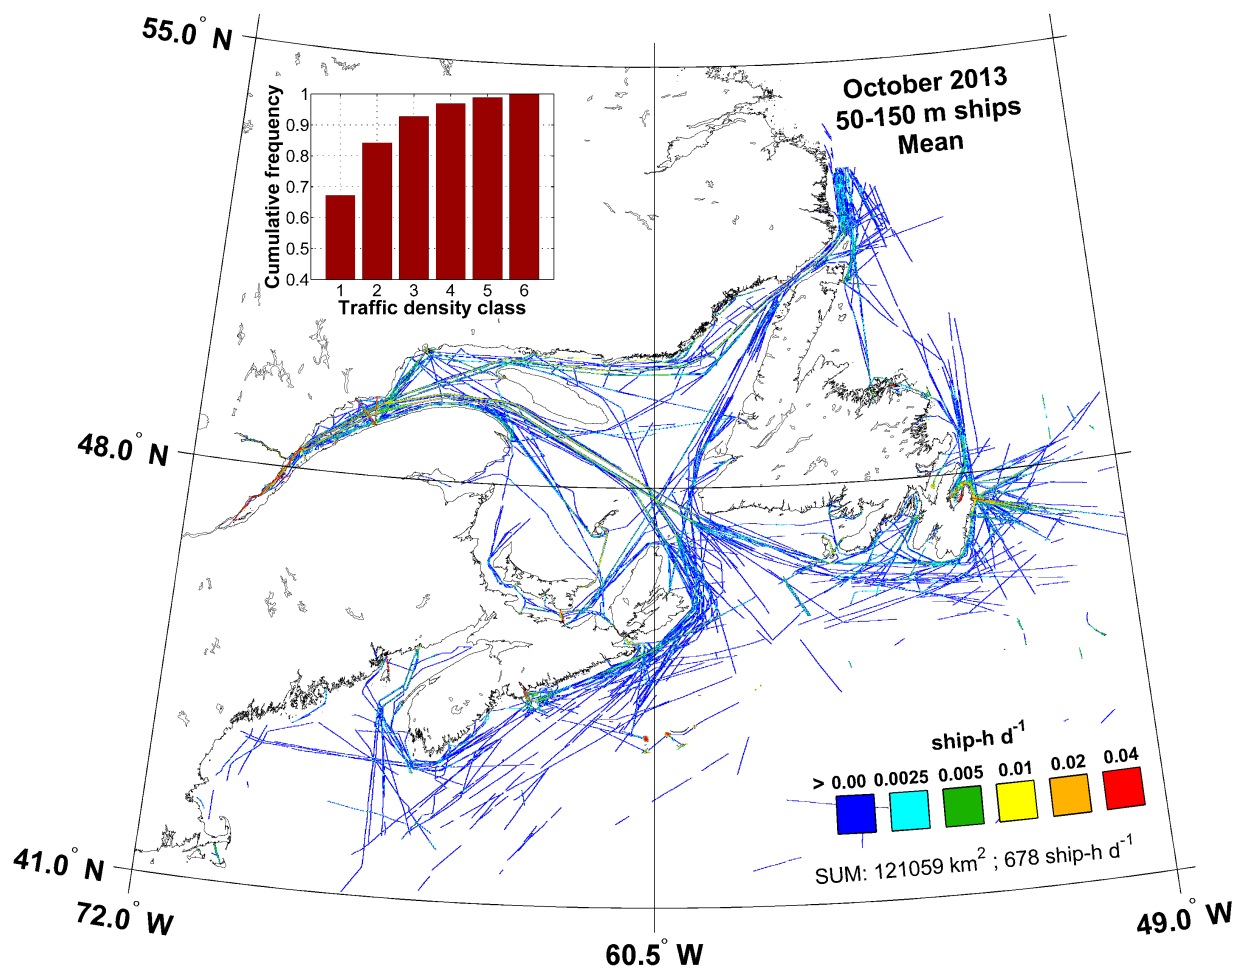 55.0° N
October 2013
50-150 m ships
Mean
Cumulative frequency
1
0.9
0.8
0.7
0.6
0.5
0.4
1 2 3 4 5 6
Traffic density class
48.0° N
ship-h d-1
> 0.00 0.0025 0.005 0.01 0.02 0.04
SUM: 121059 km2 ; 678 ship-h d-1
41.0° N
72.0° W
60.5° W
49.0° W